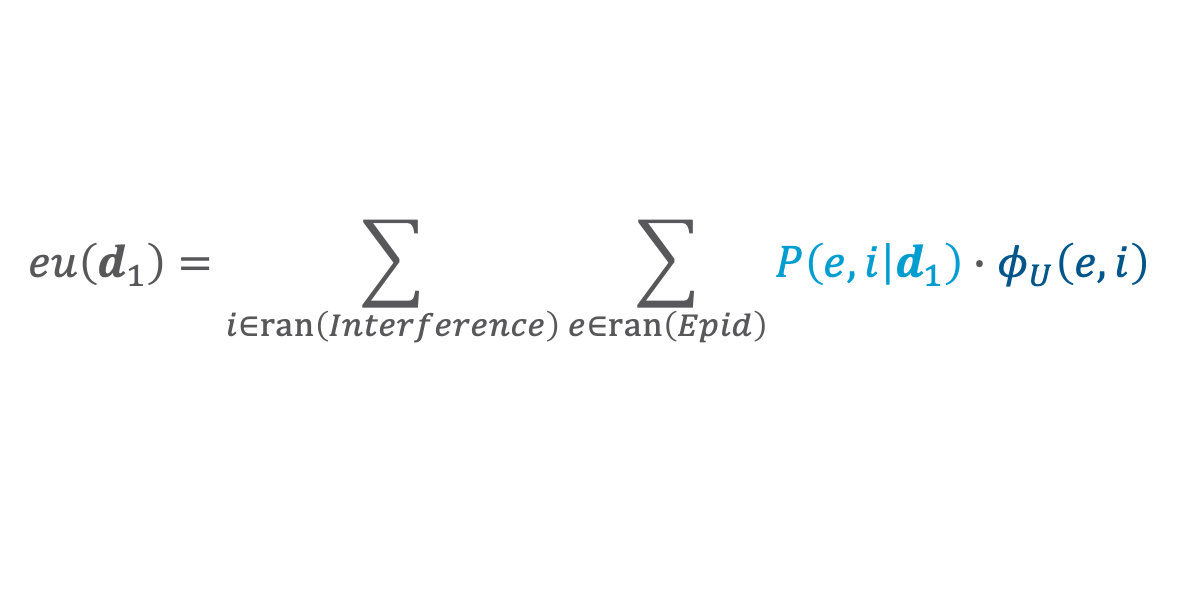 eu(𝒅₁) = ∑ i∈ran(Interference) ∑ e∈ran(Epid) P(e, i|𝒅₁) · ϕ_U(e, i)